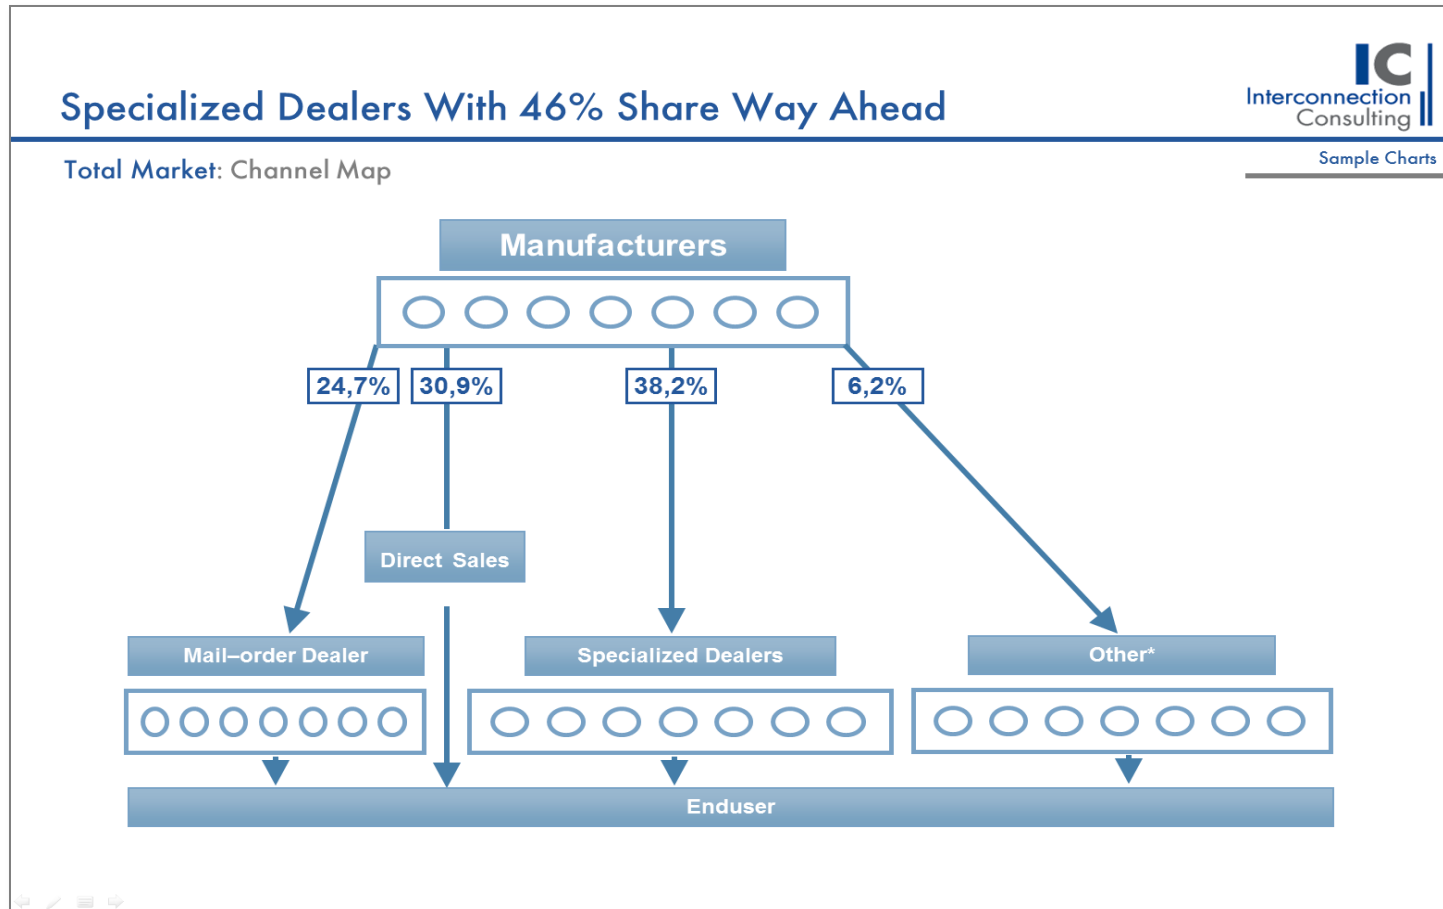 Specialized Dealers With 46% Share Way Ahead
IC
Interconnection
Consulting
Sample Charts
Total Market: Channel Map
Manufacturers
24,7%
30,9%
38,2%
6,2%
Direct Sales
Mail–order Dealer
Specialized Dealers
Other*
Enduser